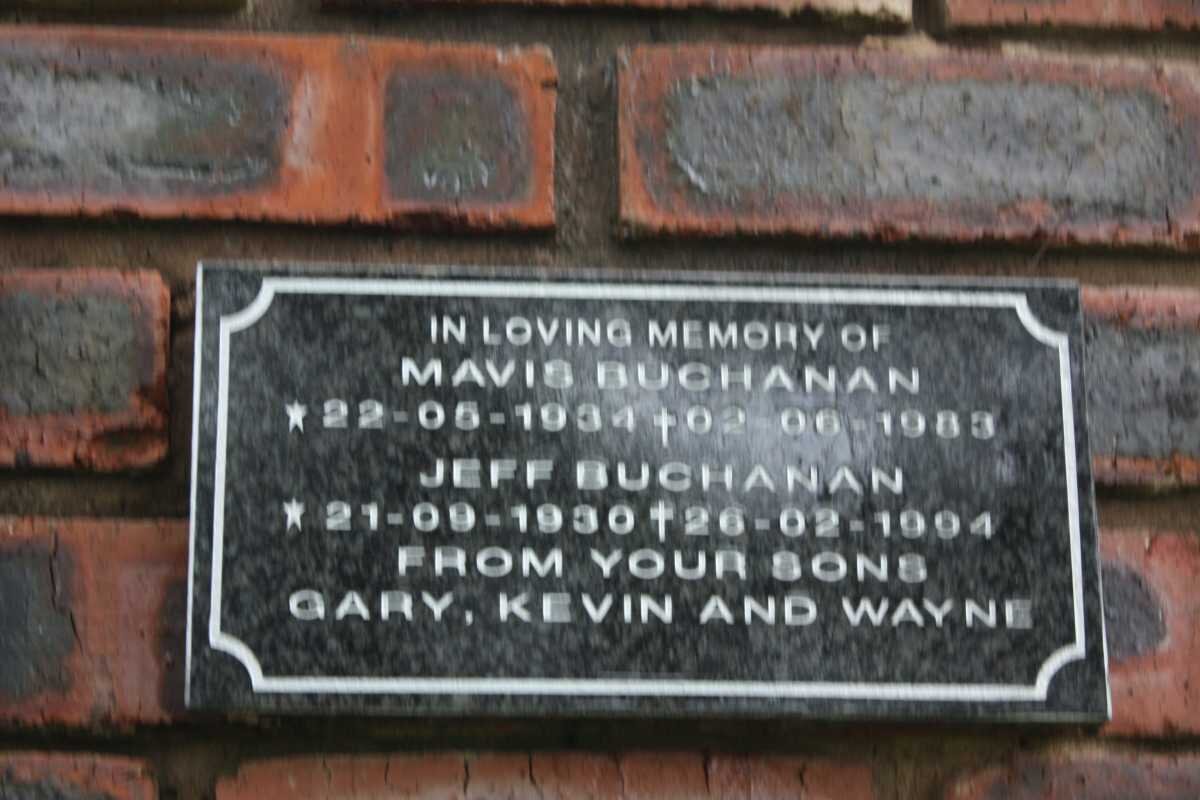 IN LOVING MEMORY OF
MAVIS BUCHANAN
★ 22-05-1934 ✝ 02-06-1983
JEFF BUCHANAN
★ 21-09-1930 ✝ 26-02-1994
FROM YOUR SONS
GARY, KEVIN AND WAYNE